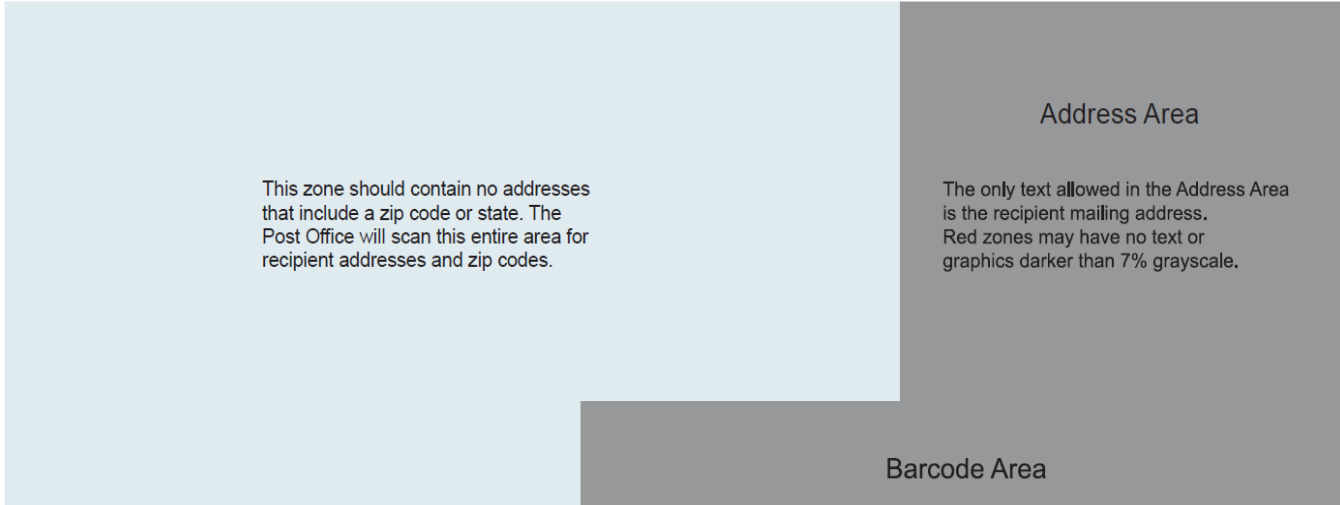 This zone should contain no addresses
that include a zip code or state. The
Post Office will scan this entire area for
recipient addresses and zip codes.
Address Area
The only text allowed in the Address Area
is the recipient mailing address.
Red zones may have no text or
graphics darker than 7% grayscale.
Barcode Area